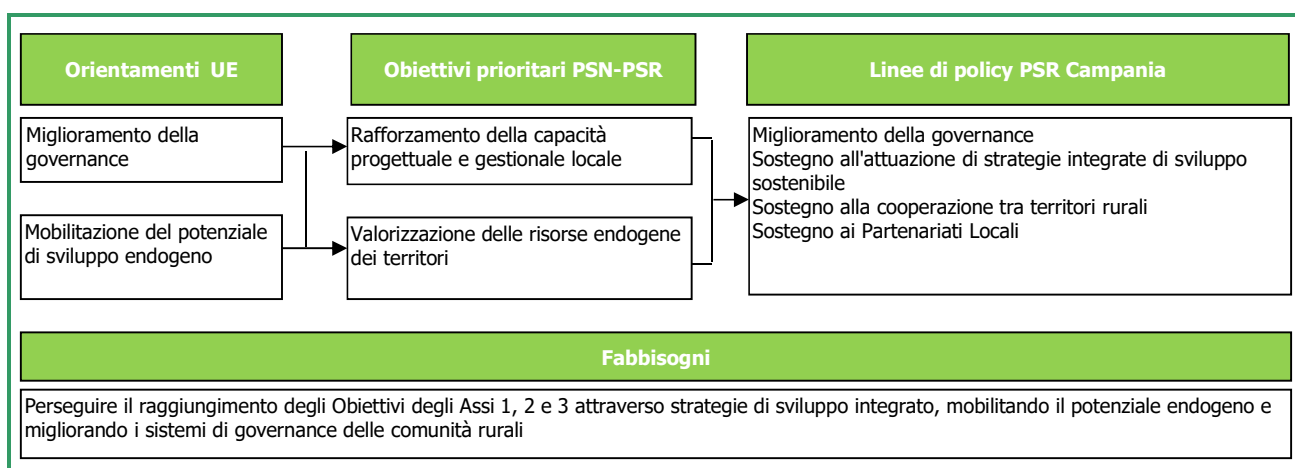 Orientamenti UE
Obiettivi prioritari PSN-PSR
Linee di policy PSR Campania
Miglioramento della
governance
Rafforzamento della capacità
progettuale e gestionale locale
Miglioramento della governance
Sostegno all'attuazione di strategie integrate di sviluppo
sostenibile
Sostegno alla cooperazione tra territori rurali
Sostegno ai Partenariati Locali
Mobilitazione del potenziale
di sviluppo endogeno
Valorizzazione delle risorse endogene
dei territori
Fabbisogni
Perseguire il raggiungimento degli Obiettivi degli Assi 1, 2 e 3 attraverso strategie di sviluppo integrato, mobilitando il potenziale endogeno e
migliorando i sistemi di governance delle comunità rurali